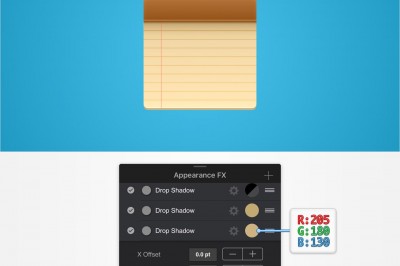 Appearance FX
Drop Shadow
Drop Shadow
Drop Shadow
R:205
G:180
B:130
X Offset
0.0 pt